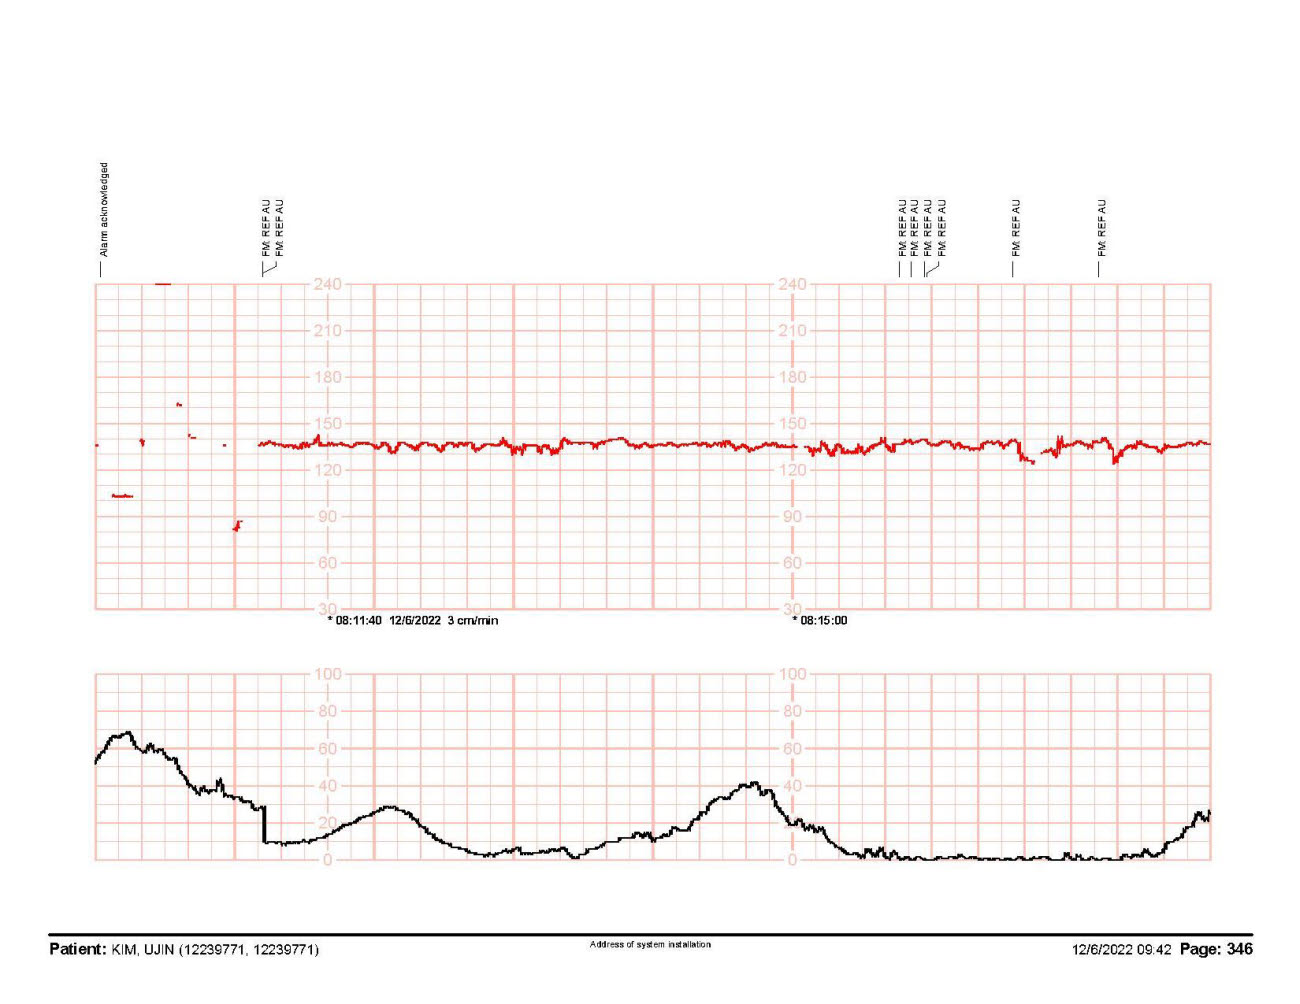 Alarm acknowledged
FM: REF AU
FM: REF AU
FM: REF AU
FM: REF AU
FM: REF AU
FM: REF AU
FM: REF AU
FM: REF AU
240 240
210 210
180 180
150 150
120 120
90 90
60 60
30 30
* 08:11:40 12/6/2022 3 cm/min * 08:15:00
100 100
80 80
60 60
40 40
20 20
0 0
Patient: KIM, UJIN (12239771, 12239771) Address of system installation 12/6/2022 09:42 Page: 346